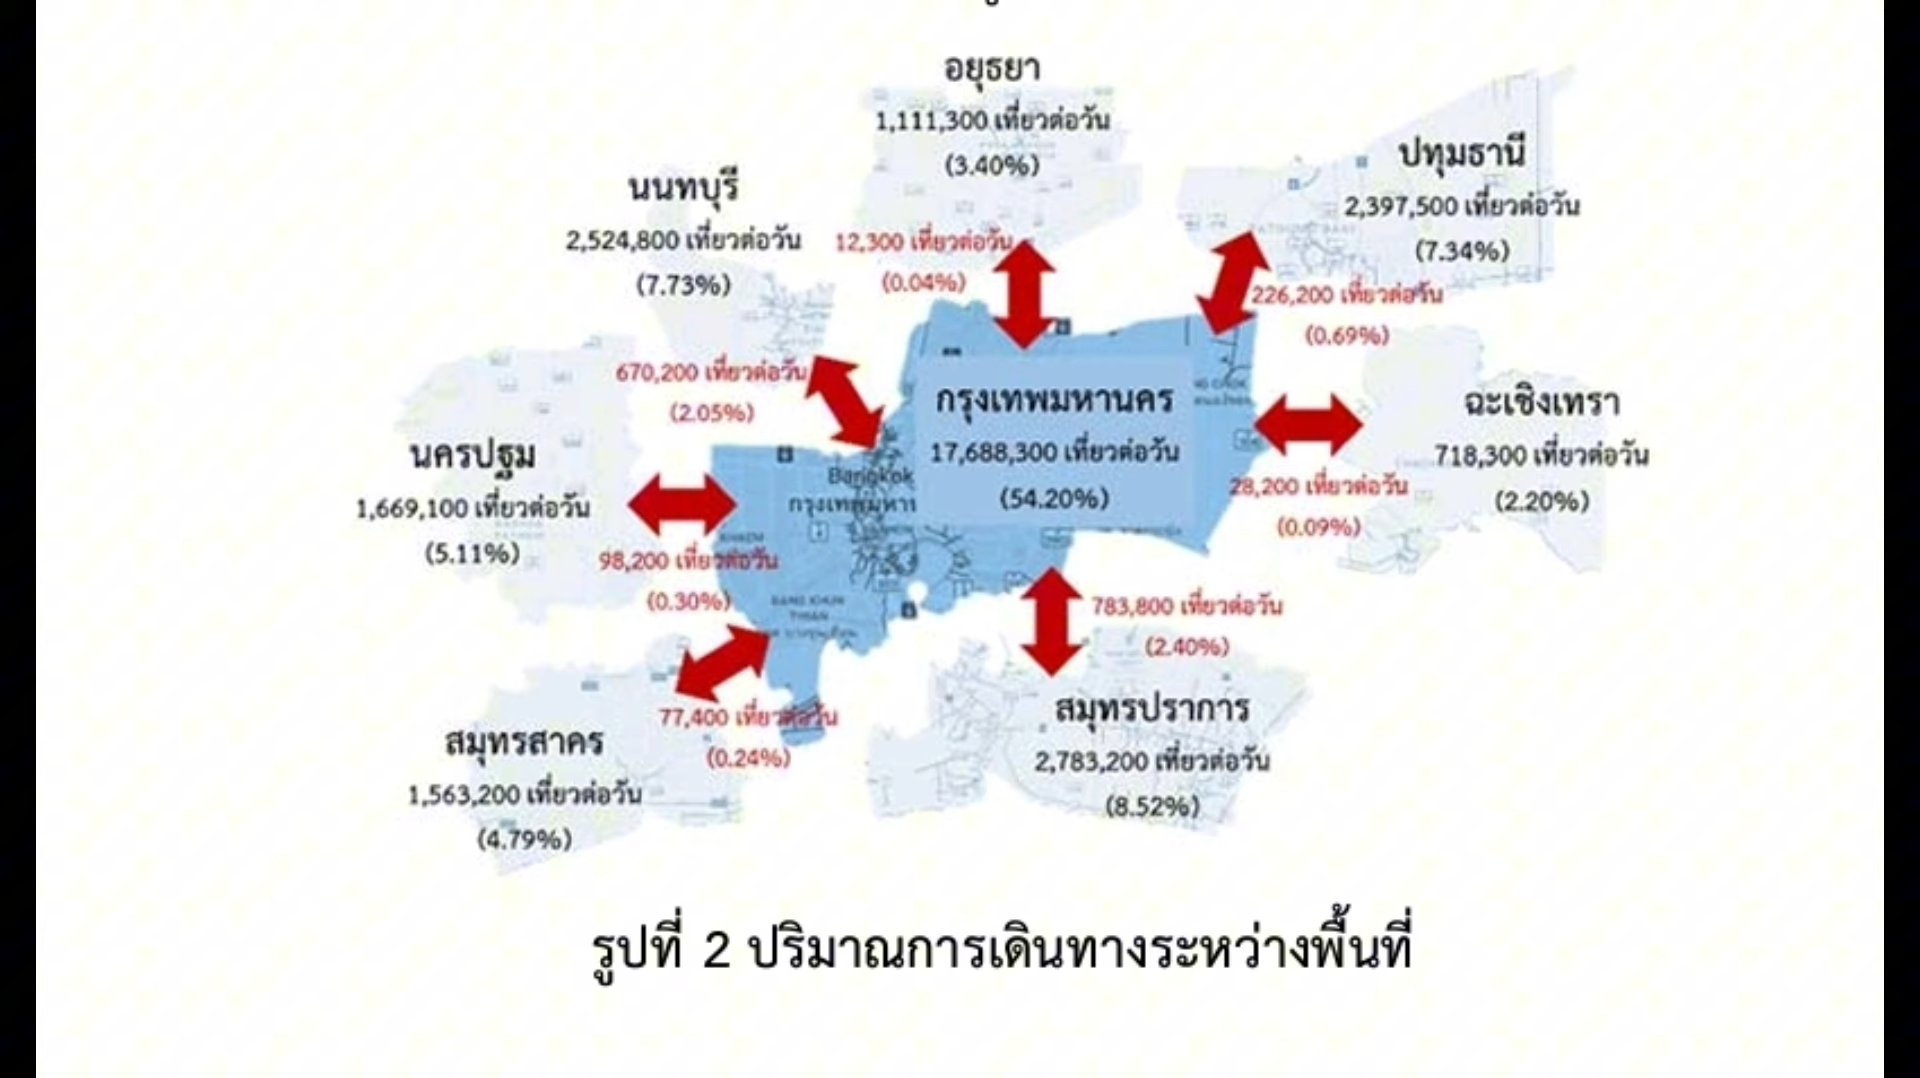 อยุธยา
1,111,300 เที่ยวต่อวัน
(3.40%)
ปทุมธานี
2,397,500 เที่ยวต่อวัน
(7.34%)
นนทบุรี
2,524,800 เที่ยวต่อวัน
(7.73%)
12,300 เที่ยวต่อวัน
(0.04%)
226,200 เที่ยวต่อวัน
(0.69%)
670,200 เที่ยวต่อวัน
(2.05%)
กรุงเทพมหานคร
17,688,300 เที่ยวต่อวัน
(54.20%)
ฉะเชิงเทรา
718,300 เที่ยวต่อวัน
(2.20%)
28,200 เที่ยวต่อวัน
(0.09%)
นครปฐม
1,669,100 เที่ยวต่อวัน
(5.11%)
Bangkok
98,200 เที่ยวต่อวัน
(0.30%)
783,800 เที่ยวต่อวัน
(2.40%)
77,400 เที่ยวต่อวัน
(0.24%)
สมุทรสาคร
1,563,200 เที่ยวต่อวัน
(4.79%)
สมุทรปราการ
2,783,200 เที่ยวต่อวัน
(8.52%)
รูปที่ 2 ปริมาณการเดินทางระหว่างพื้นที่